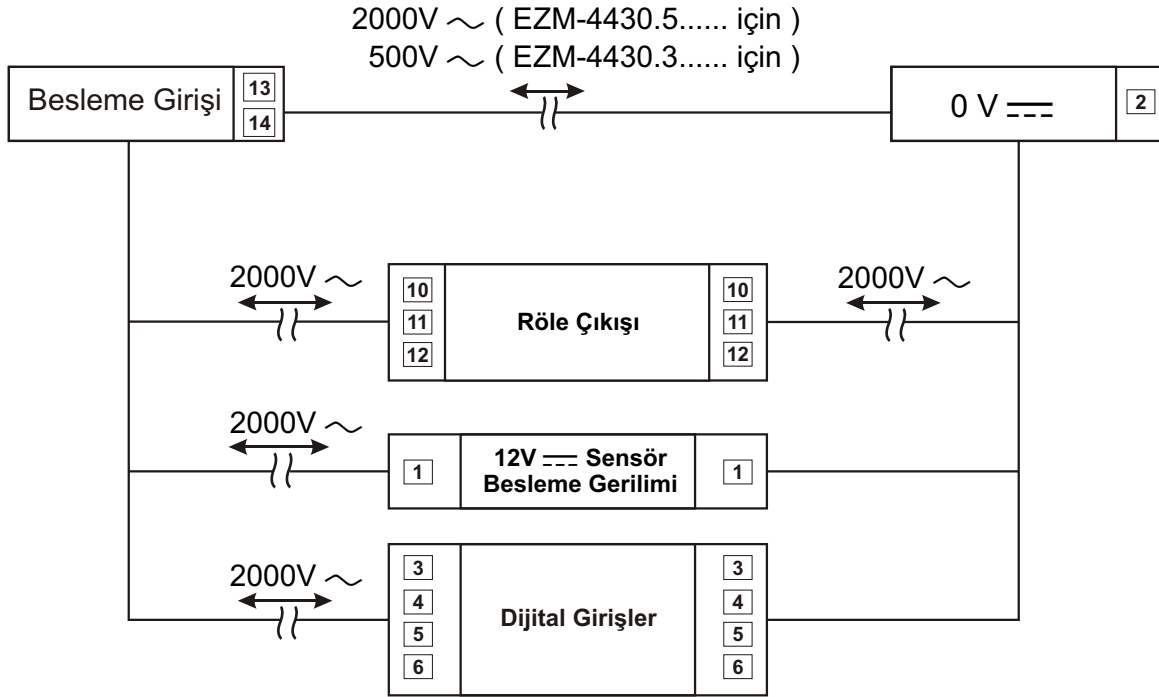 2000V ～ ( EZM-4430.5...... için )
500V ～ ( EZM-4430.3...... için )
Besleme Girişi
13
14
0 V ⎓
2
2000V ～
10
11
12
Röle Çıkışı
10
11
12
2000V ～
2000V ～
1
12V ⎓ Sensör
Besleme Gerilimi
1
2000V ～
3
4
5
6
Dijital Girişler
3
4
5
6